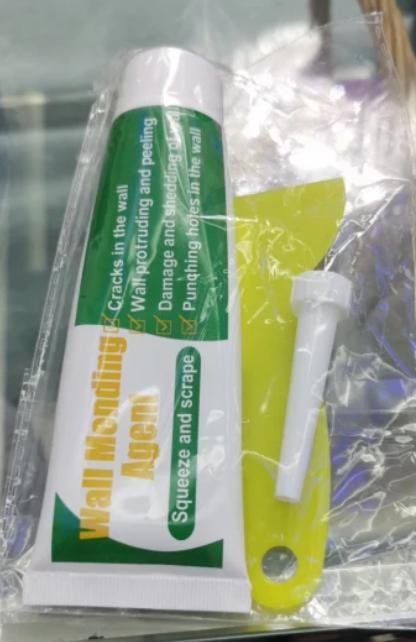 Wall Mending
Agent
Squeeze and scrape
Cracks in the wall
Wall protruding and peeling
Damage and shedding of
Punching holes in the wall